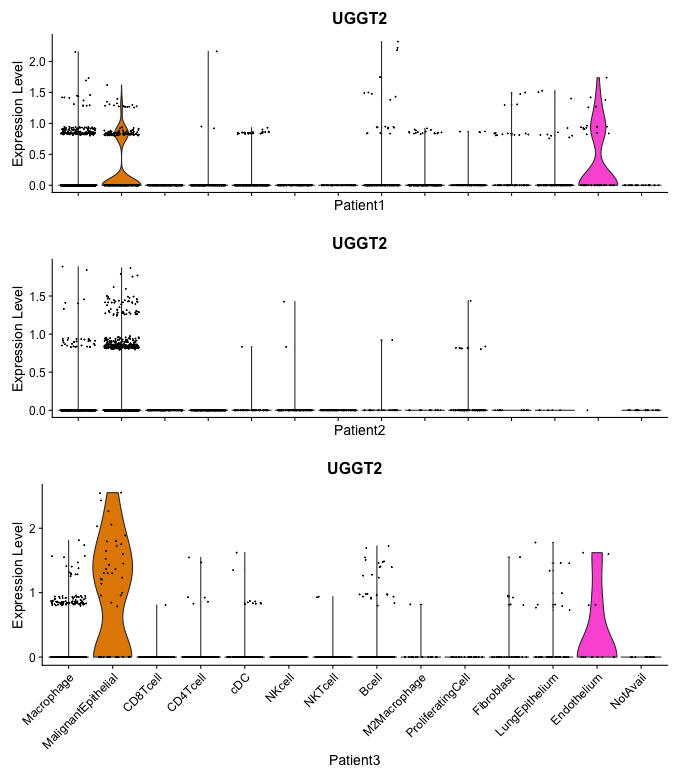 UGGT2
Expression Level
2.0
1.5
1.0
0.5
0.0
Patient1
UGGT2
Expression Level
1.5
1.0
0.5
0.0
Patient2
UGGT2
Expression Level
2
1
0
Macrophage
MalignantEpithelial
CD8Tcell
CD4Tcell
cDC
NKcell
NKTcell
Bcell
M2Macrophage
ProliferatingCell
Fibroblast
LungEpithelium
Endothelium
NotAvail
Patient3